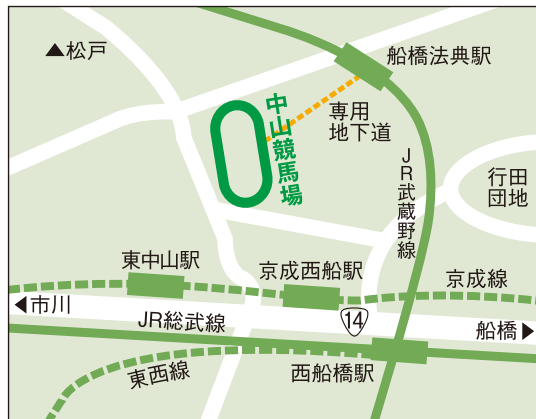 ▲松戸
船橋法典駅
中山競馬場
専用
地下道
JR武蔵野線
行田
団地
東中山駅
京成西船駅
京成線
◀市川
JR総武線
14
船橋▶
東西線
西船橋駅